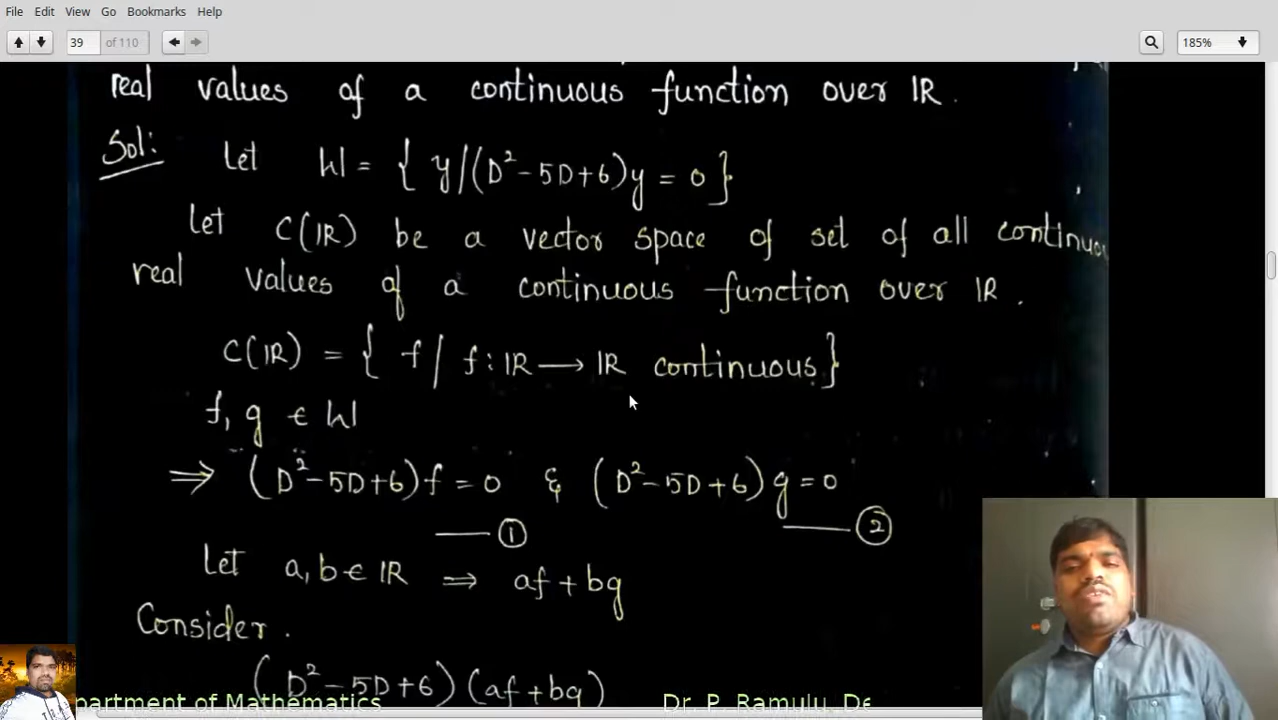 File Edit View Go Bookmarks Help
39 of 110 185%
real values of a continuous function over IR.
Sol: Let W = { y/(D²-5D+6)y = 0 }
Let C(IR) be a vector space of set of all continuou
real values of a continuous function over IR.
C(IR) = { f / f : IR → IR continuous }
f, g ∈ W
⇒ (D²-5D+6)f = 0 & (D²-5D+6)g = 0
—— ① —— ②
Let a, b ∈ IR ⇒ af + bg
Consider.
(D²-5D+6)(af+bg)
epartment of Mathematics Dr. P. Ramulu, De